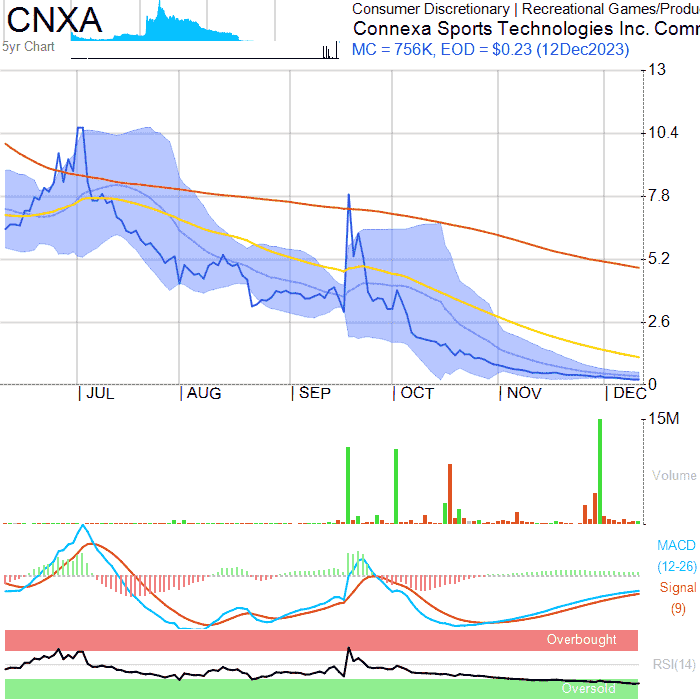 CNXA
Consumer Discretionary | Recreational Games/Produ
Connexa Sports Technologies Inc. Comm
5yr Chart
MC = 756K, EOD = $0.23 (12Dec2023)
13
10.4
7.8
5.2
2.6
0
JUL
AUG
SEP
OCT
NOV
DEC
15M
Volume
MACD
(12-26)
Signal
(9)
Overbought
RSI(14)
Oversold